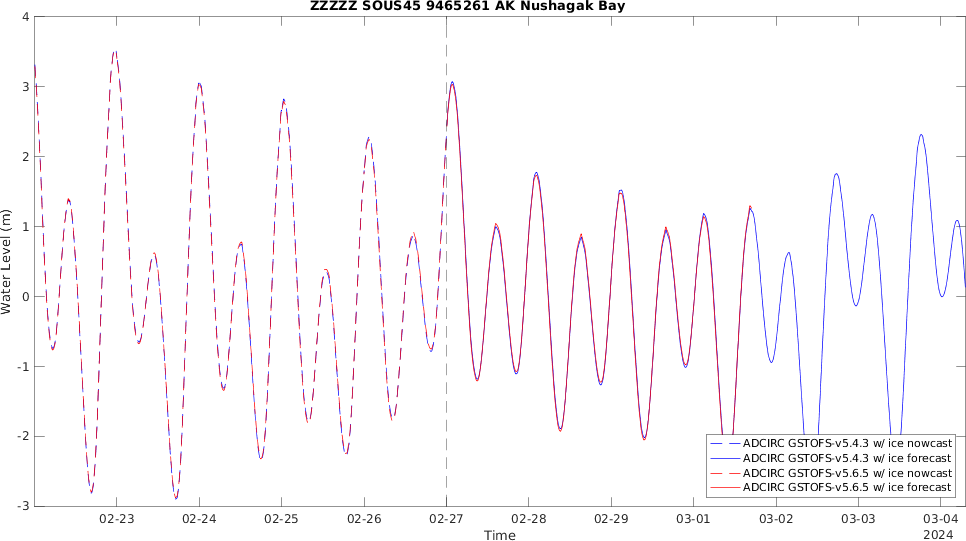 ZZZZZ SOUS45 9465261 AK Nushagak Bay
4
3
2
1
0
-1
-2
-3
Water Level (m)
ADCIRC GSTOFS-v5.4.3 w/ ice nowcast
ADCIRC GSTOFS-v5.4.3 w/ ice forecast
ADCIRC GSTOFS-v5.6.5 w/ ice nowcast
ADCIRC GSTOFS-v5.6.5 w/ ice forecast
02-23 02-24 02-25 02-26 02-27 02-28 02-29 03-01 03-02 03-03 03-04
Time 2024